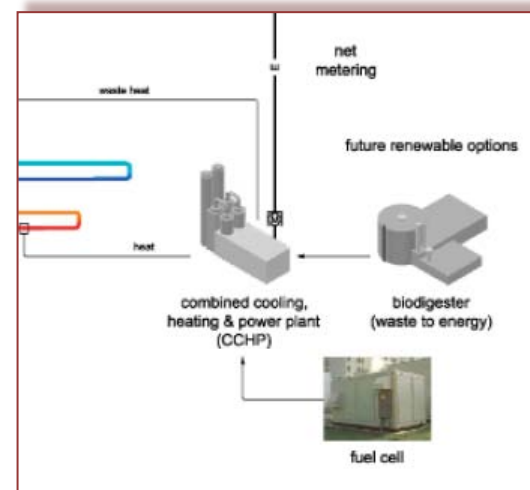 net
metering
waste heat
future renewable options
heat
combined cooling,
heating & power plant
(CCHP)
biodigester
(waste to energy)
fuel cell